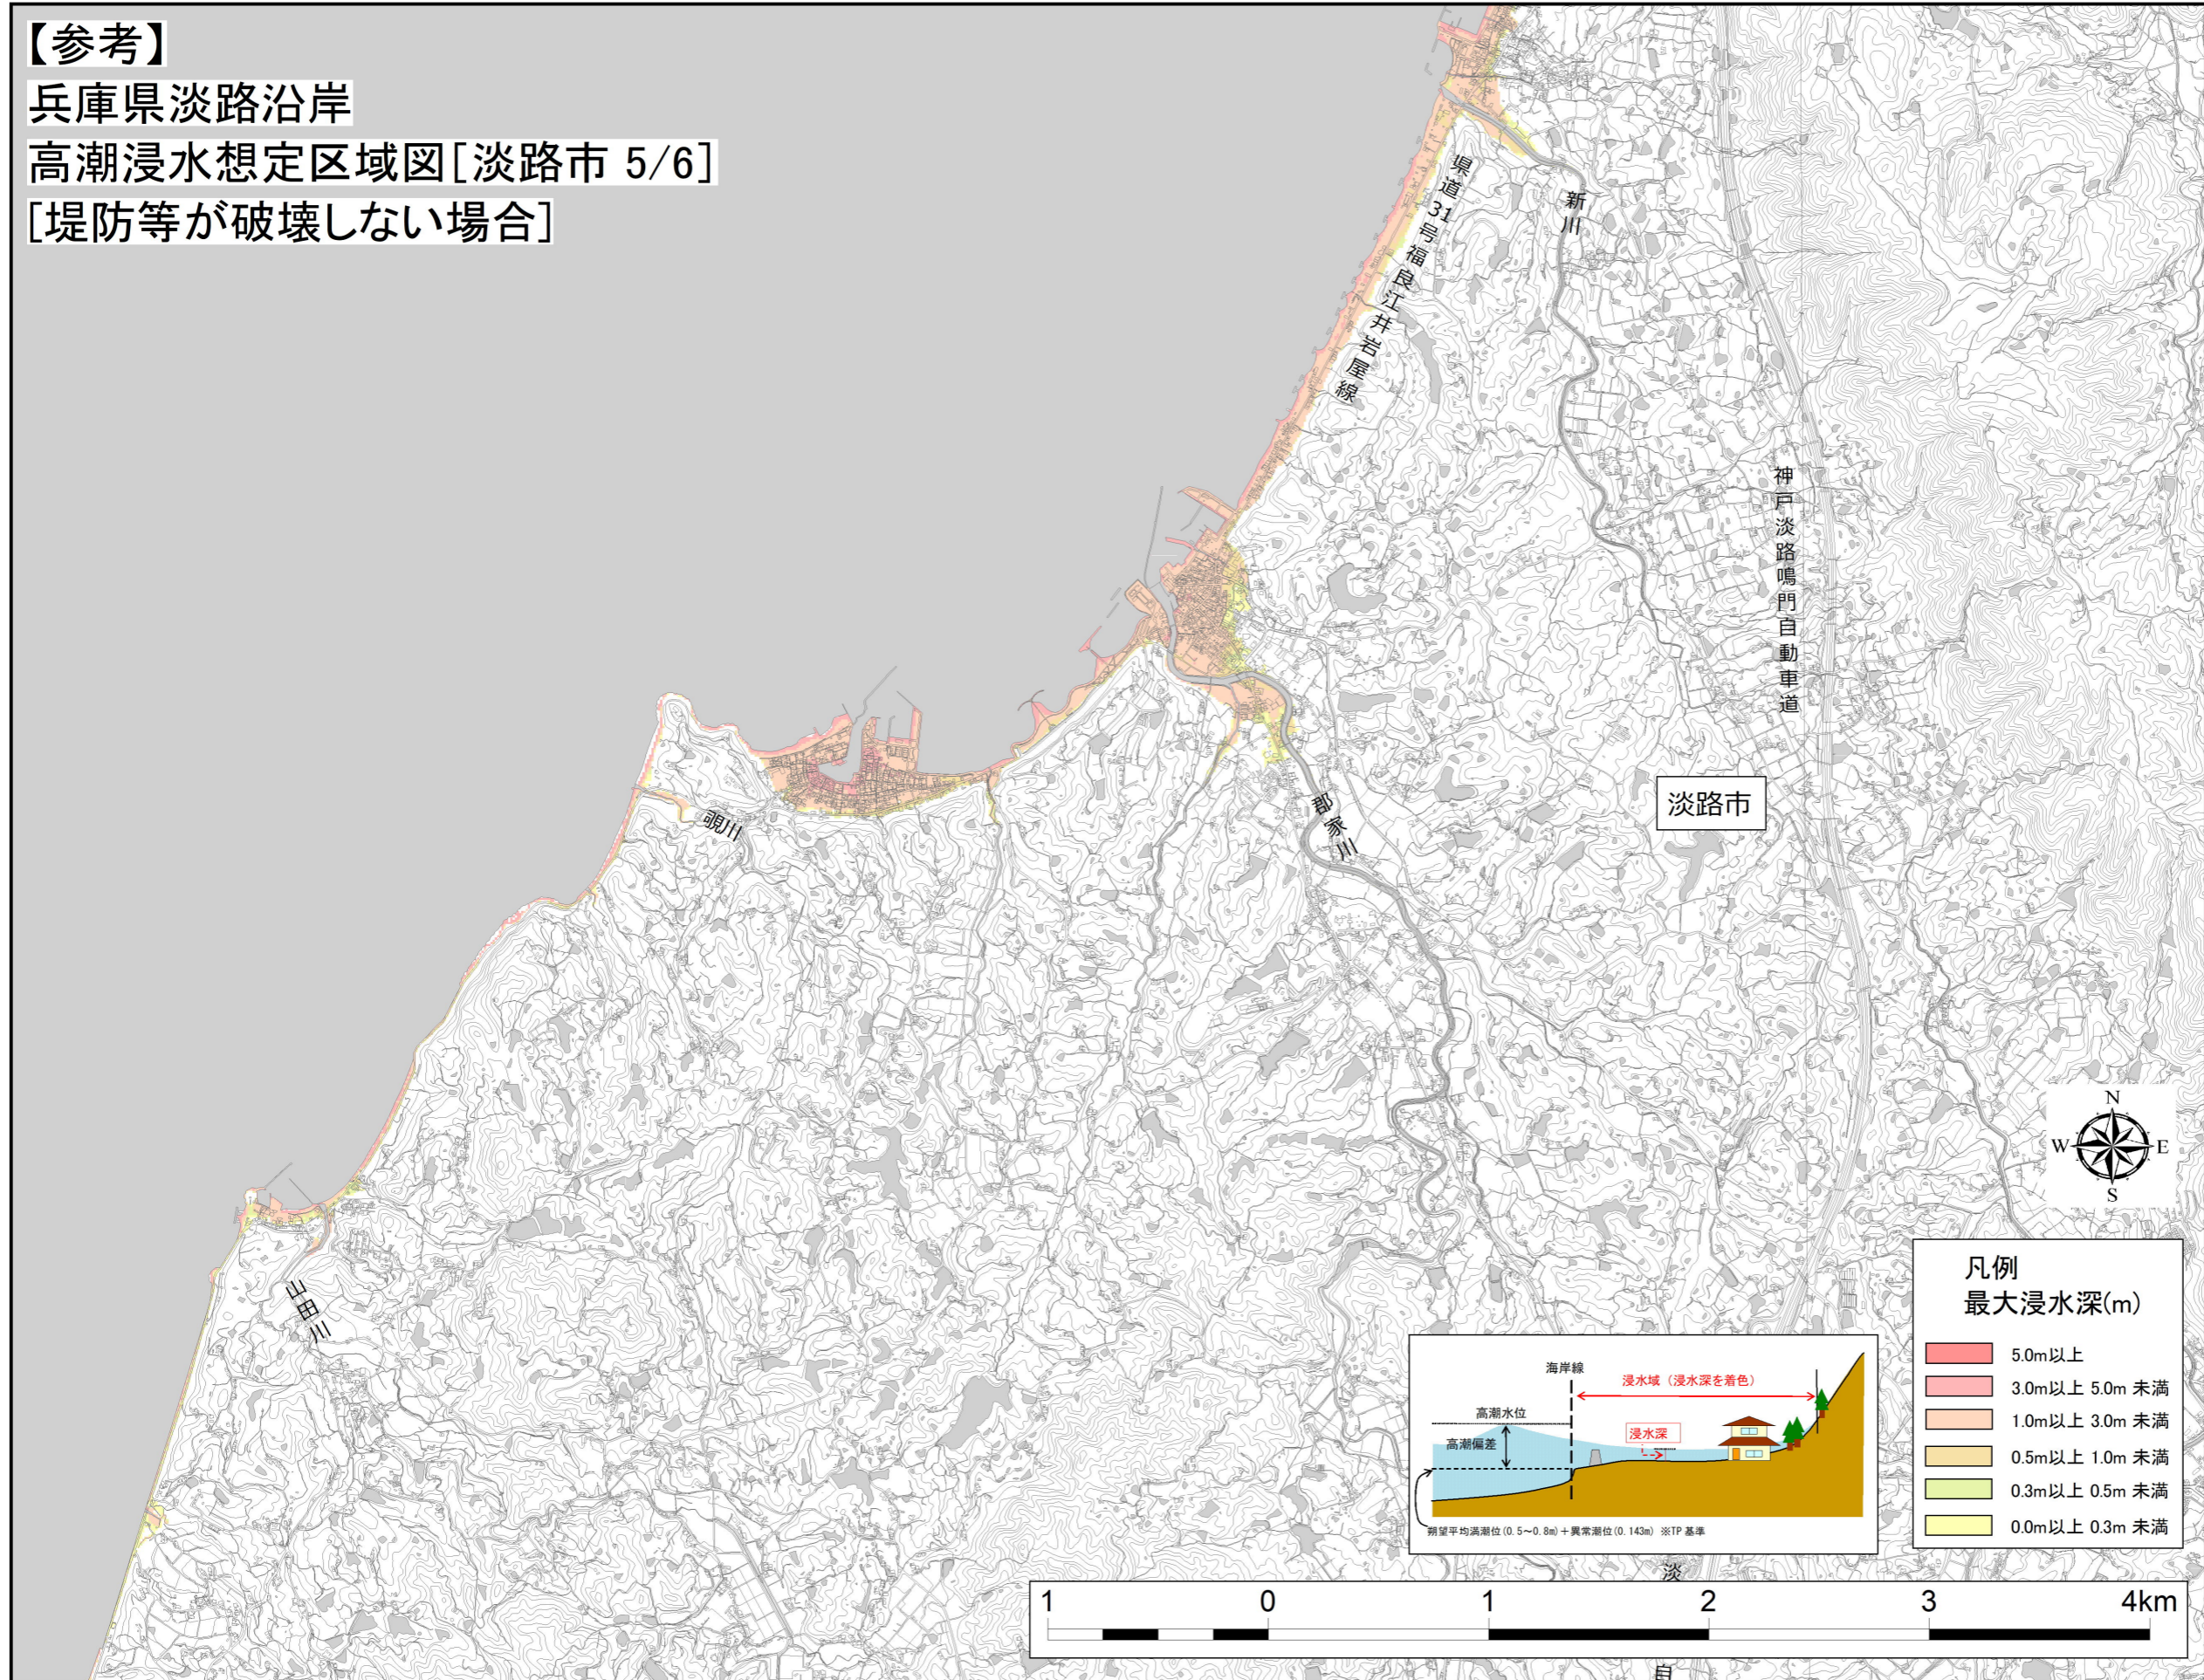 【参考】
兵庫県淡路沿岸
高潮浸水想定区域図[淡路市 5/6]
[堤防等が破壊しない場合]
県道31号福良江井岩屋線
新川
神戸淡路鳴門自動車道
淡路市
郡家川
覗川
山田川
N
W
E
S
凡例
最大浸水深(m)
5.0m以上
3.0m以上 5.0m 未満
1.0m以上 3.0m 未満
0.5m以上 1.0m 未満
0.3m以上 0.5m 未満
0.0m以上 0.3m 未満
海岸線
浸水域（浸水深を着色）
高潮水位
高潮偏差
浸水深
朔望平均満潮位(0.5～0.8m)＋異常潮位(0.143m) ※TP 基準
淡
1 0 1 2 3 4km
自